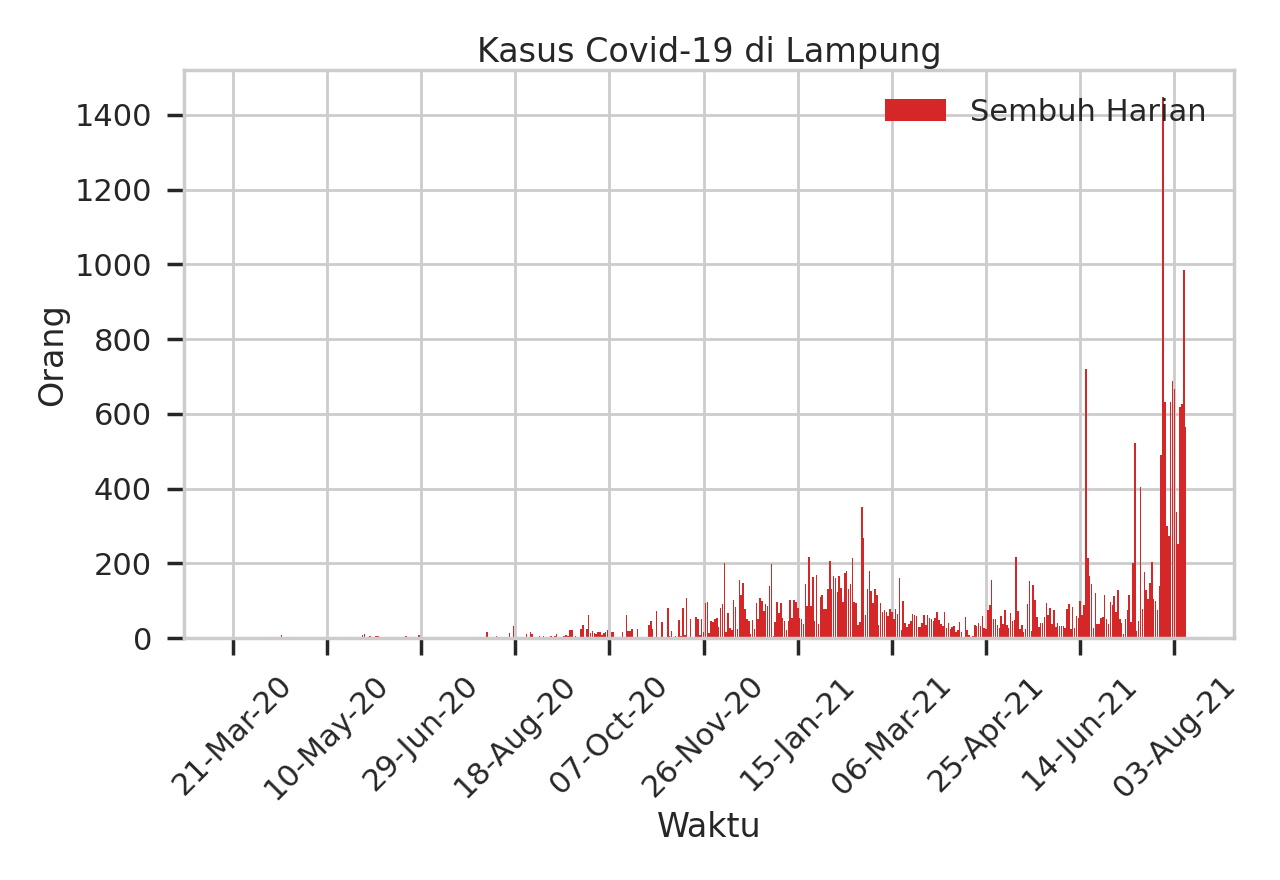 Kasus Covid-19 di Lampung
Sembuh Harian
1400
1200
1000
800
600
400
200
0
Orang
21-Mar-20
10-May-20
29-Jun-20
18-Aug-20
07-Oct-20
26-Nov-20
15-Jan-21
06-Mar-21
25-Apr-21
14-Jun-21
03-Aug-21
Waktu